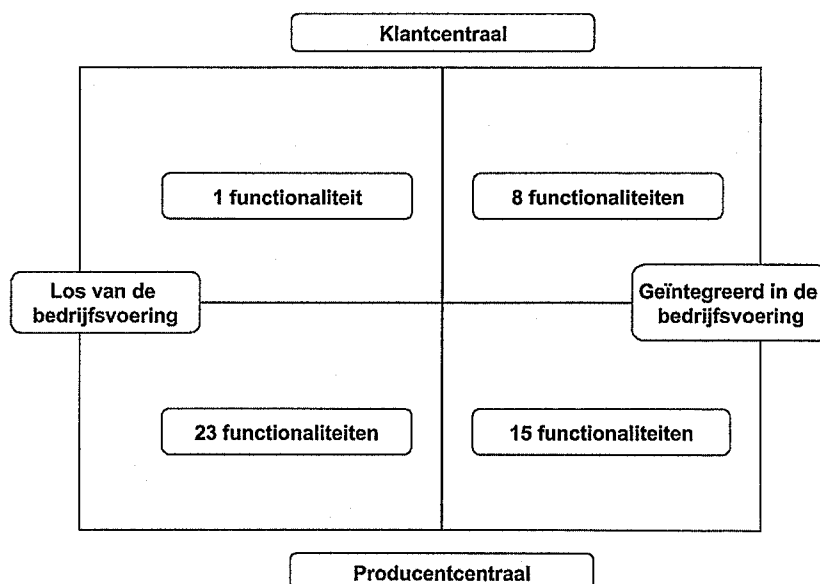 Klantcentraal
1 functionaliteit
8 functionaliteiten
Los van de
bedrijfsvoering
Geïntegreerd in de
bedrijfsvoering
23 functionaliteiten
15 functionaliteiten
Producentcentraal